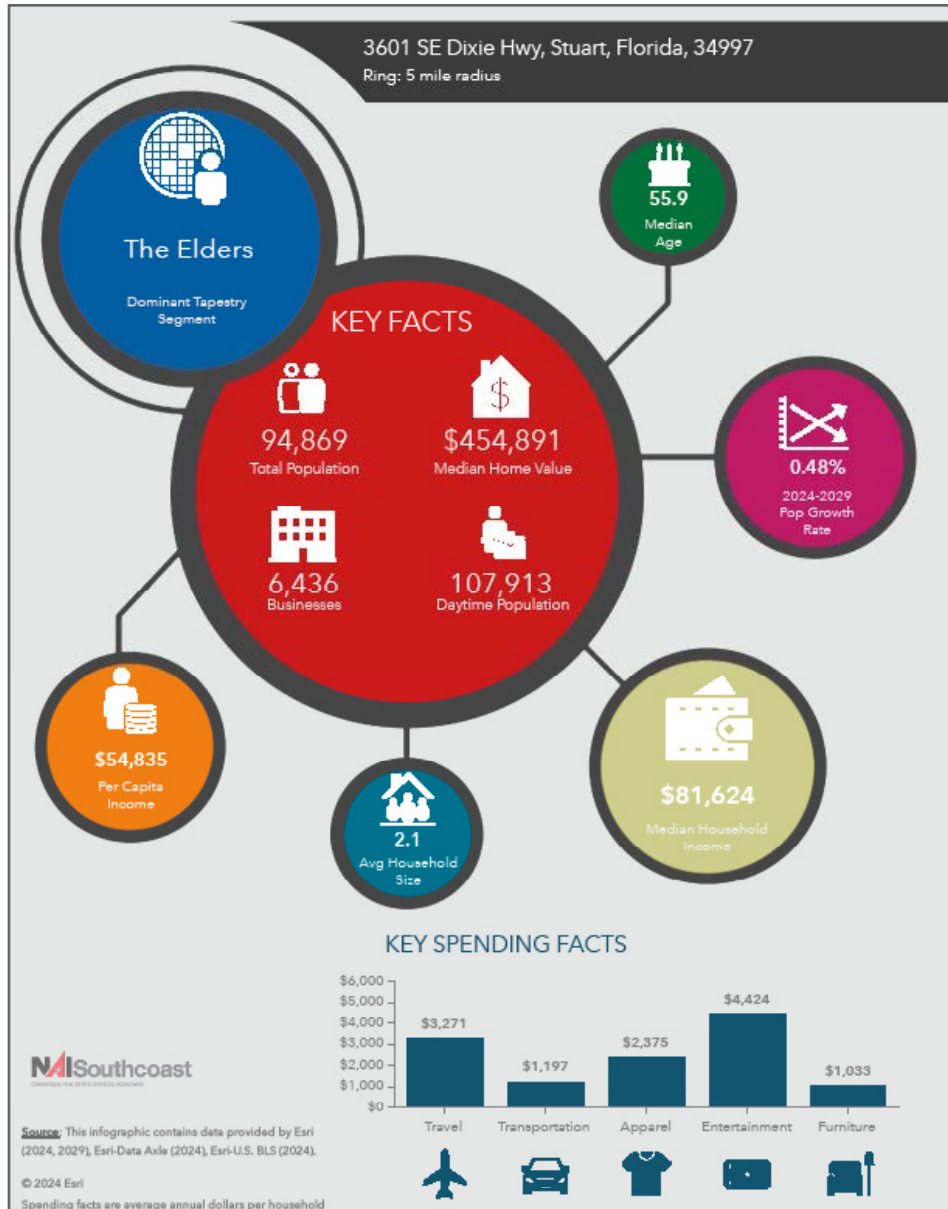 3601 SE Dixie Hwy, Stuart, Florida, 34997
Ring: 5 mile radius
The Elders
Dominant Tapestry
Segment
55.9
Median
Age
KEY FACTS
94,869
Total Population
$454,891
Median Home Value
6,436
Businesses
107,913
Daytime Population
0.48%
2024-2029
Pop Growth
Rate
$54,835
Per Capita
Income
2.1
Avg Household
Size
$81,624
Median Household
Income
KEY SPENDING FACTS
$6,000
$5,000
$4,000
$3,000
$2,000
$1,000
$0
$3,271
$1,197
$2,375
$4,424
$1,033
Travel
Transportation
Apparel
Entertainment
Furniture
NAISouthcoast
COMMERCIAL REAL ESTATE SERVICES, WORLDWIDE
Source: This infographic contains data provided by Esri
(2024, 2029), Esri-Data Axle (2024), Esri-U.S. BLS (2024).
© 2024 Esri
Spending facts are average annual dollars per household